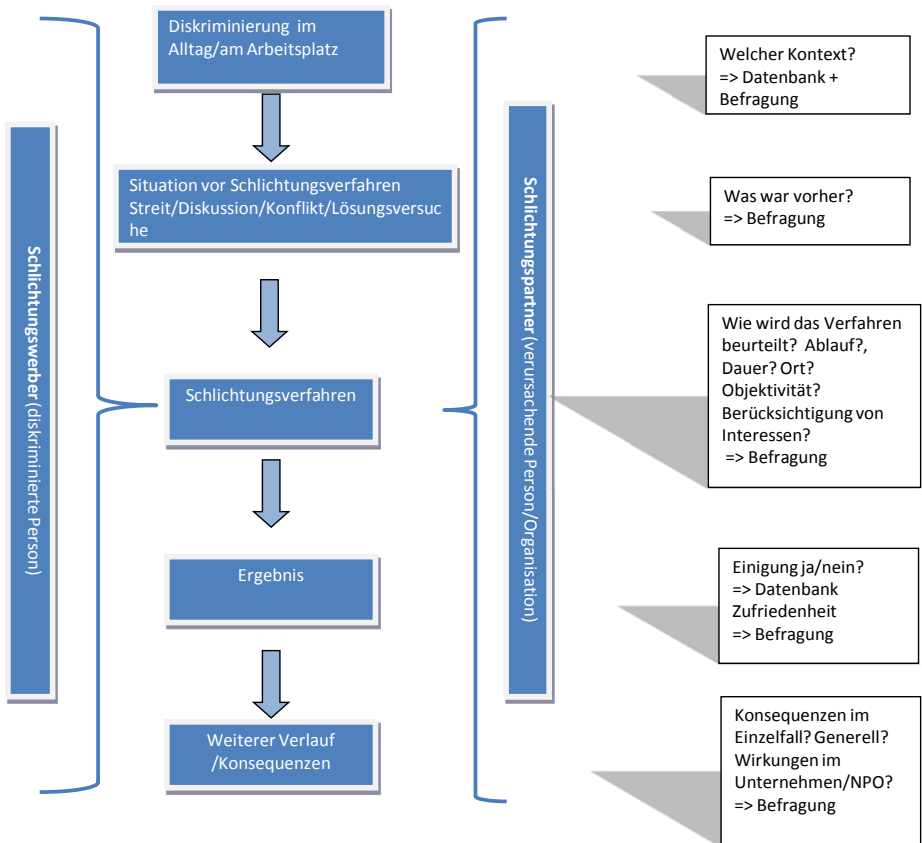 Diskriminierung im
Alltag/am Arbeitsplatz
Situation vor Schlichtungsverfahren
Streit/Diskussion/Konflikt/Lösungsversuc
he
Schlichtungsverfahren
Ergebnis
Weiterer Verlauf
/Konsequenzen
Schlichtungswerber (diskriminierte Person)
Schlichtungspartner (verursachende Person/Organisation)
Welcher Kontext?
=> Datenbank +
Befragung
Was war vorher?
=> Befragung
Wie wird das Verfahren
beurteilt? Ablauf?,
Dauer? Ort?
Objektivität?
Berücksichtigung von
Interessen?
=> Befragung
Einigung ja/nein?
=> Datenbank
Zufriedenheit
=> Befragung
Konsequenzen im
Einzelfall? Generell?
Wirkungen im
Unternehmen/NPO?
=> Befragung